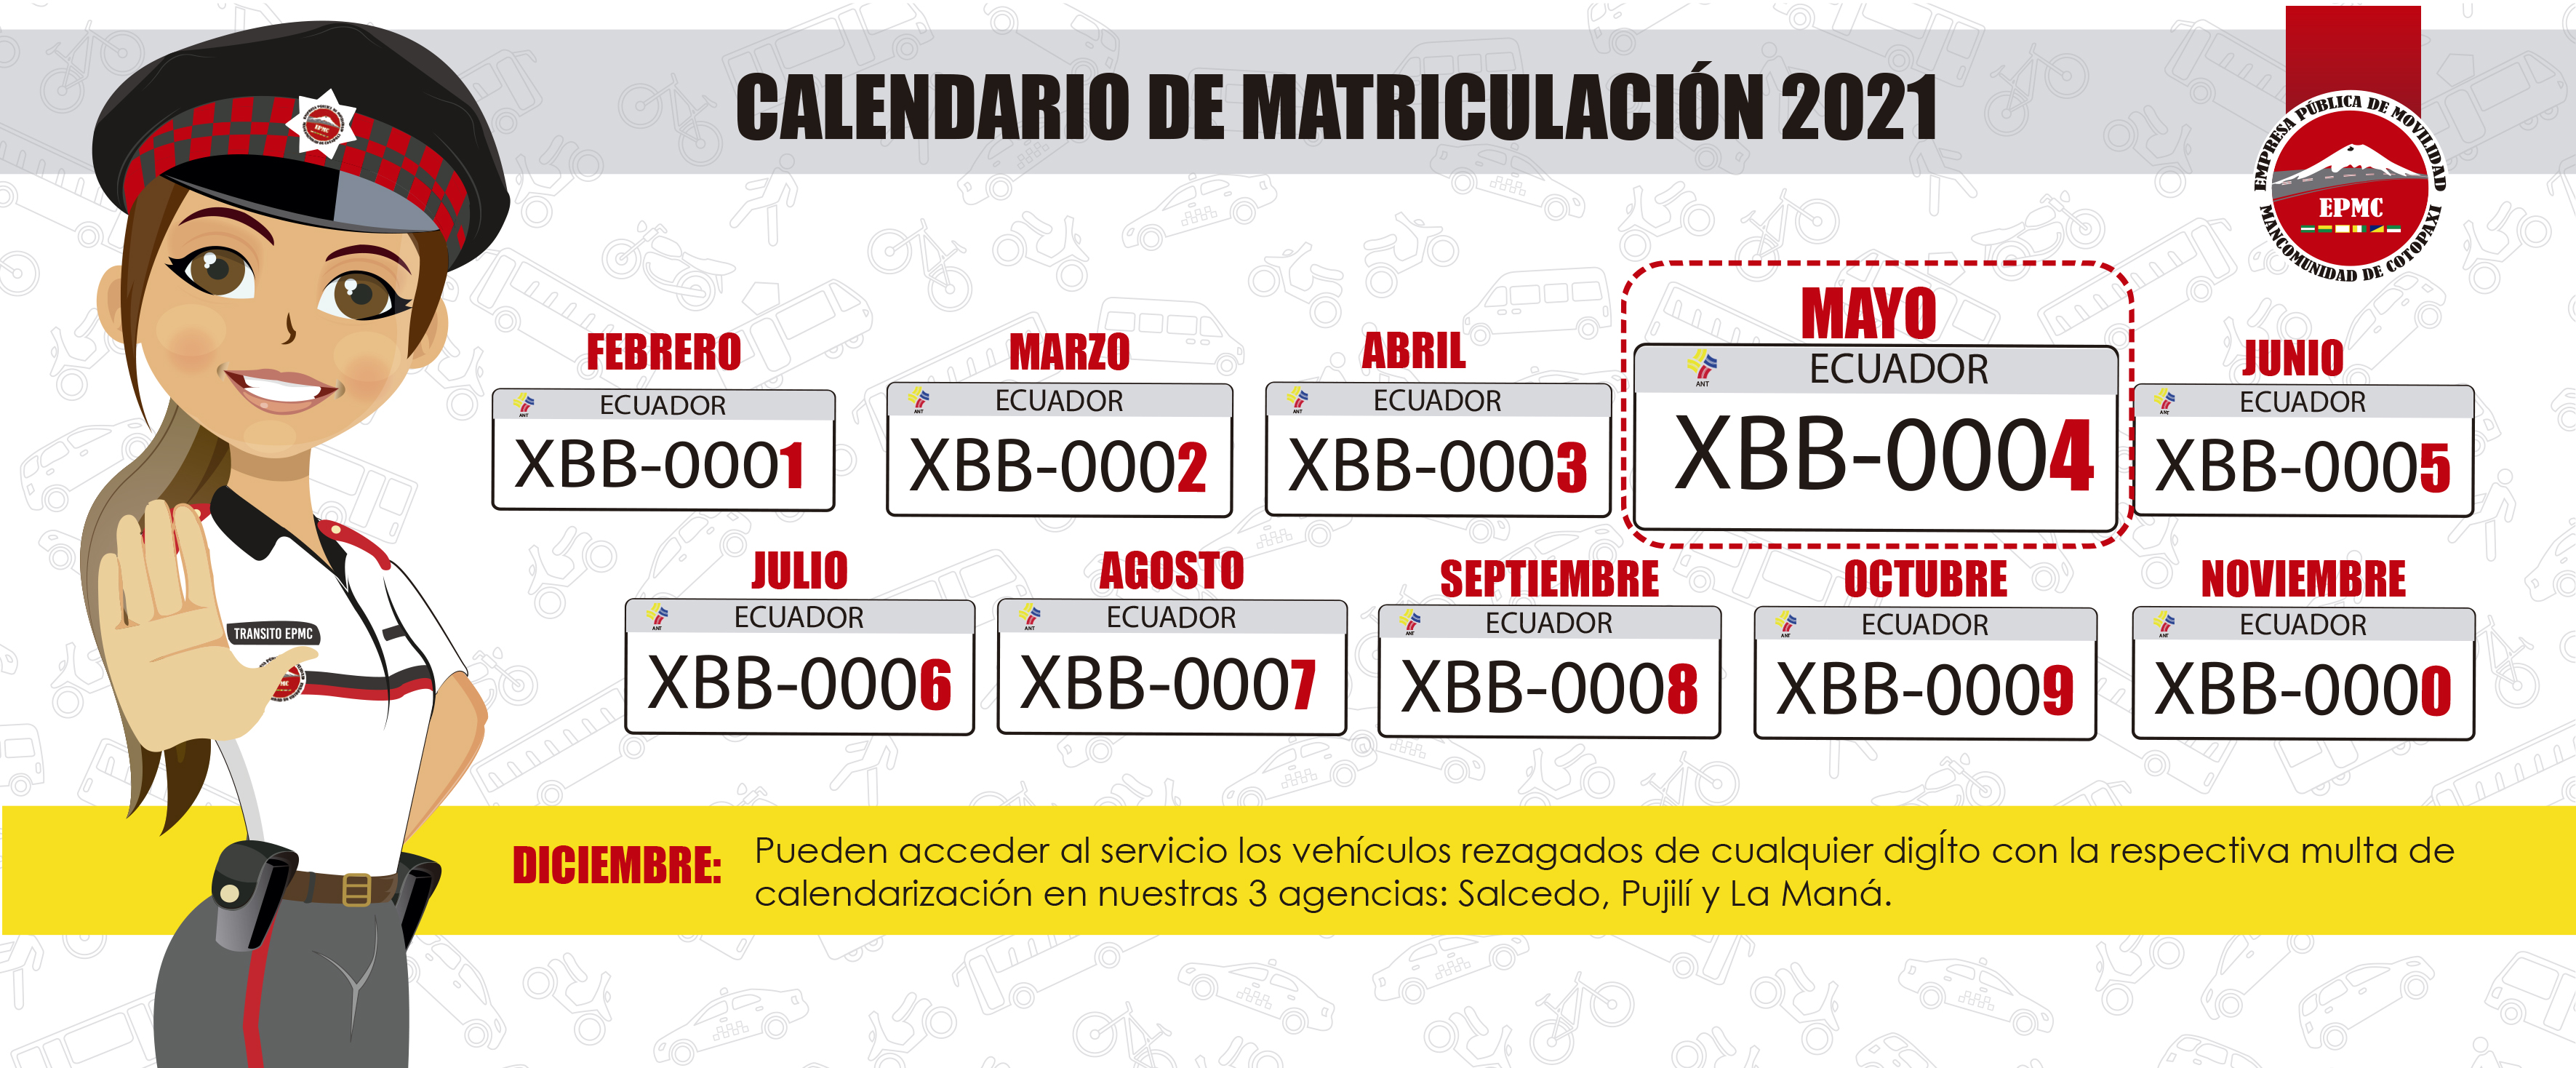 CALENDARIO DE MATRICULACIÓN 2021
EMPRESA PÚBLICA DE MOVILIDAD
EPMC
MANCOMUNIDAD DE COTOPAXI
EPMC
FEBRERO
ANT ECUADOR
XBB-0001
MARZO
ANT ECUADOR
XBB-0002
ABRIL
ANT ECUADOR
XBB-0003
MAYO
ANT ECUADOR
XBB-0004
JUNIO
ANT ECUADOR
XBB-0005
JULIO
ANT ECUADOR
XBB-0006
AGOSTO
ANT ECUADOR
XBB-0007
SEPTIEMBRE
ANT ECUADOR
XBB-0008
OCTUBRE
ANT ECUADOR
XBB-0009
NOVIEMBRE
ANT ECUADOR
XBB-0000
TRANSITO EPMC
DICIEMBRE: Pueden acceder al servicio los vehículos rezagados de cualquier digÍto con la respectiva multa de
calendarización en nuestras 3 agencias: Salcedo, Pujilí y La Maná.